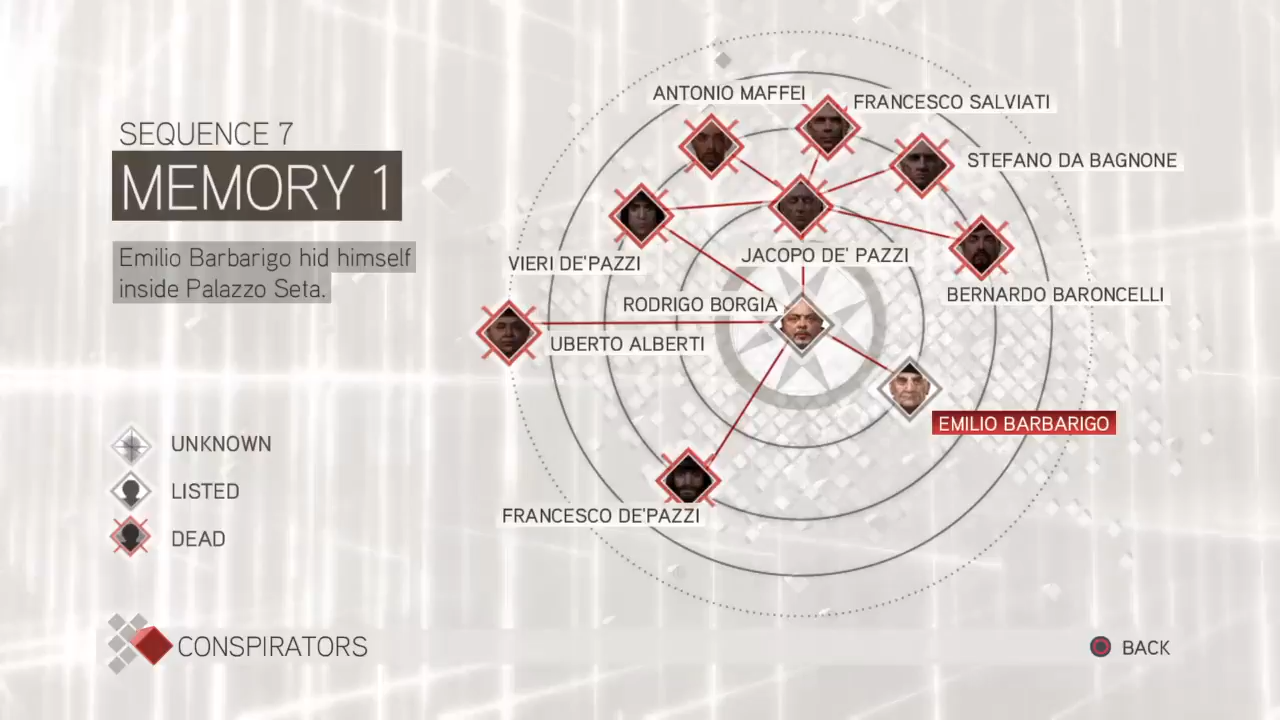 SEQUENCE 7
MEMORY 1
Emilio Barbarigo hid himself
inside Palazzo Seta.
ANTONIO MAFFEI
FRANCESCO SALVIATI
STEFANO DA BAGNONE
VIERI DE'PAZZI
JACOPO DE' PAZZI
BERNARDO BARONCELLI
RODRIGO BORGIA
UBERTO ALBERTI
EMILIO BARBARIGO
FRANCESCO DE'PAZZI
UNKNOWN
LISTED
DEAD
CONSPIRATORS
BACK